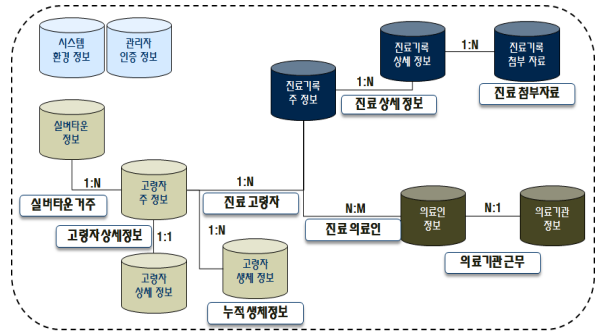 시스템
환경 정보
관리자
인증 정보
진료기록
주 정보
진료기록
상세 정보
진료기록
첨부 자료
1:N
1:N
진료 상세 정보
진료 첨부자료
실버타운
정보
1:N
실버타운 거주
고령자
주 정보
1:N
진료 고령자
고령자 상세정보
1:1
고령자
상세 정보
1:N
고령자
생체 정보
누적 생체정보
N:M
진료 의료인
의료인
정보
N:1
의료기관
정보
의료기관 근무